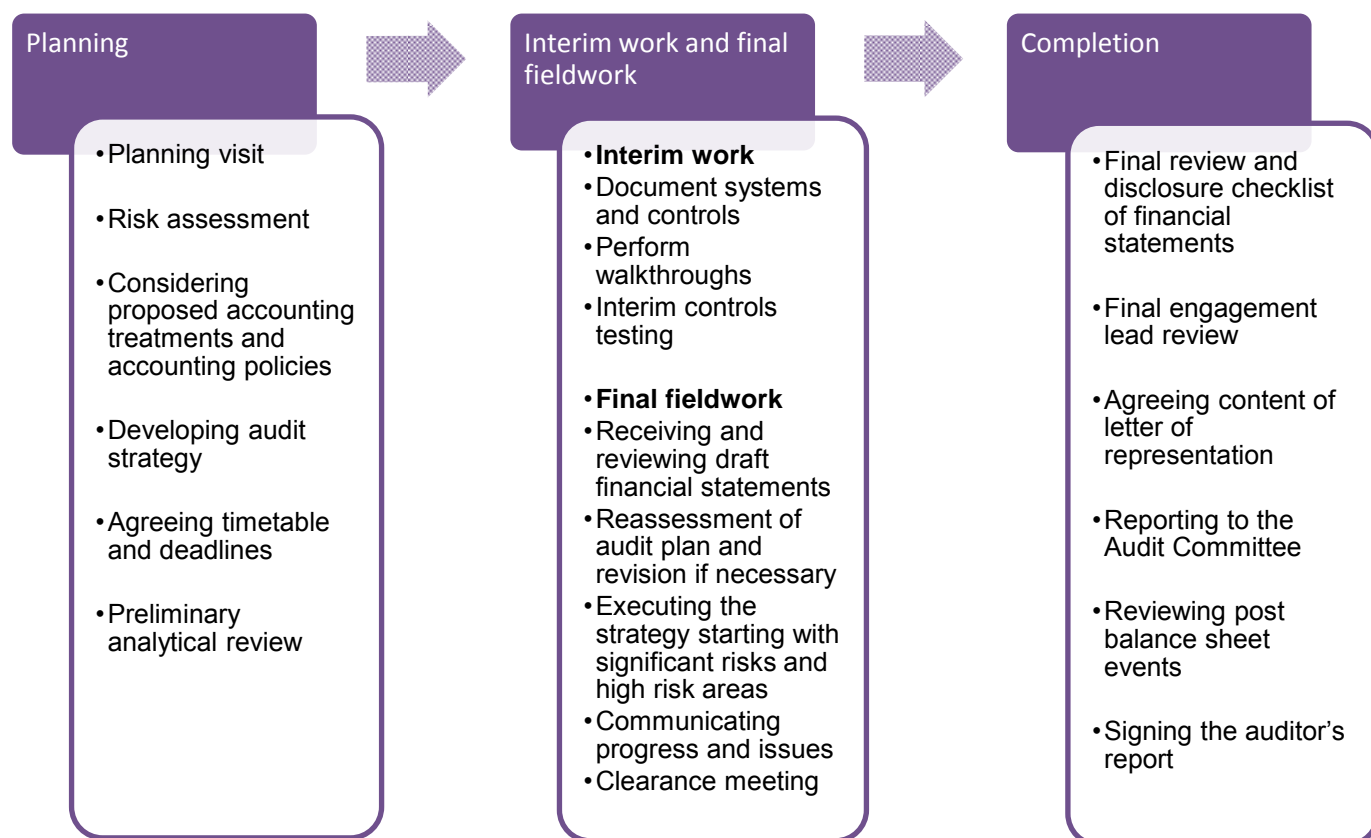 Planning
•Planning visit
•Risk assessment
•Considering
proposed accounting
treatments and
accounting policies
•Developing audit
strategy
•Agreeing timetable
and deadlines
•Preliminary
analytical review
Interim work and final
fieldwork
•Interim work
•Document systems
and controls
•Perform
walkthroughs
•Interim controls
testing
•Final fieldwork
•Receiving and
reviewing draft
financial statements
•Reassessment of
audit plan and
revision if necessary
•Executing the
strategy starting with
significant risks and
high risk areas
•Communicating
progress and issues
•Clearance meeting
Completion
•Final review and
disclosure checklist
of financial
statements
•Final engagement
lead review
•Agreeing content of
letter of
representation
•Reporting to the
Audit Committee
•Reviewing post
balance sheet
events
•Signing the auditor’s
report